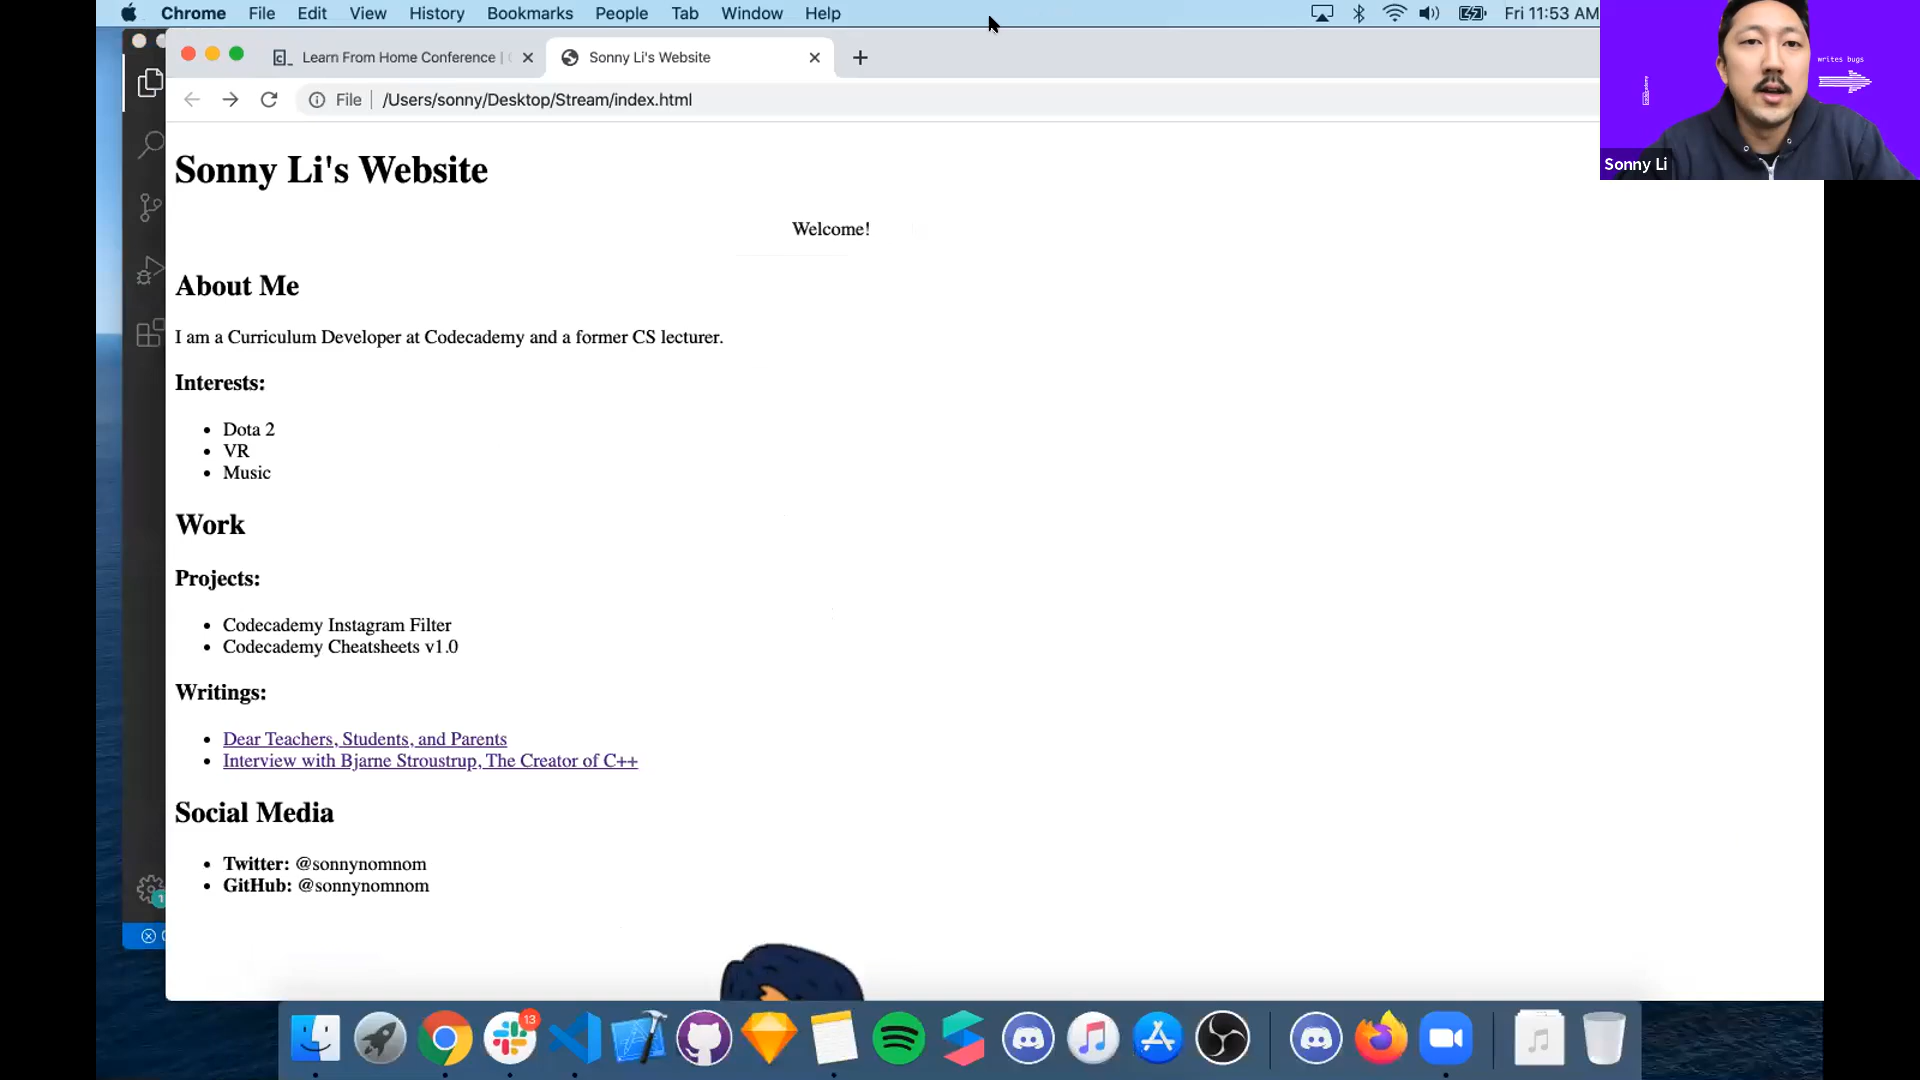 Chrome File Edit View History Bookmarks People Tab Window Help Fri 11:53 AM
Learn From Home Conference | Sonny Li's Website
File /Users/sonny/Desktop/Stream/index.html
writes bugs
Sonny Li
Sonny Li's Website
Welcome!
About Me
I am a Curriculum Developer at Codecademy and a former CS lecturer.
Interests:
Dota 2
VR
Music
Work
Projects:
Codecademy Instagram Filter
Codecademy Cheatsheets v1.0
Writings:
Dear Teachers, Students, and Parents
Interview with Bjarne Stroustrup, The Creator of C++
Social Media
Twitter: @sonnynomnom
GitHub: @sonnynomnom
13